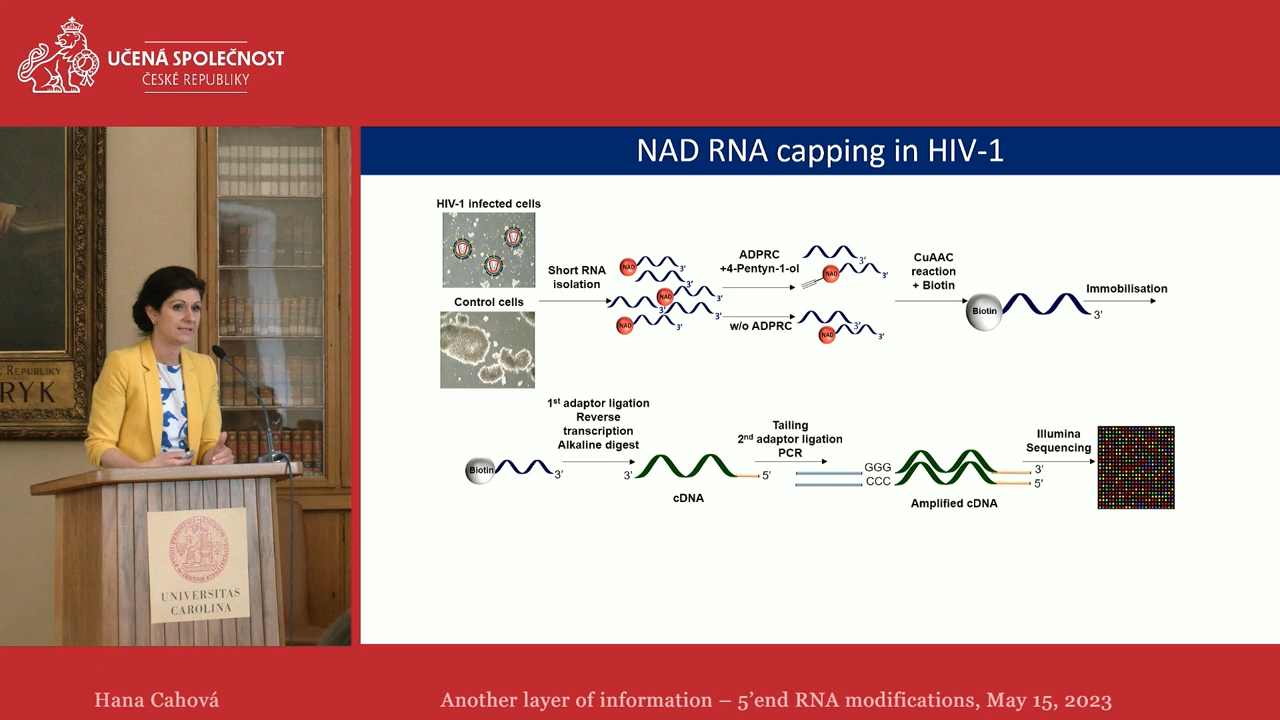 UČENÁ SPOLEČNOST
ČESKÉ REPUBLIKY
NAD RNA capping in HIV-1
HIV-1 infected cells
Control cells
Short RNA
isolation
NAD
3'
3'
NAD
3'
3'
3'
NAD
3'
ADPRC
+4-Pentyn-1-ol
w/o ADPRC
3'
NAD
3'
3'
NAD
3'
CuAAC
reaction
+ Biotin
Biotin
3'
Immobilisation
Biotin
3'
1st adaptor ligation
Reverse
transcription
Alkaline digest
3'
5'
cDNA
Tailing
2nd adaptor ligation
PCR
GGG
CCC
3'
5'
Amplified cDNA
Illumina
Sequencing
REPUBLIKY
RYK
UNIVERSITAS
CAROLINA
Hana Cahová
Another layer of information – 5'end RNA modifications, May 15, 2023